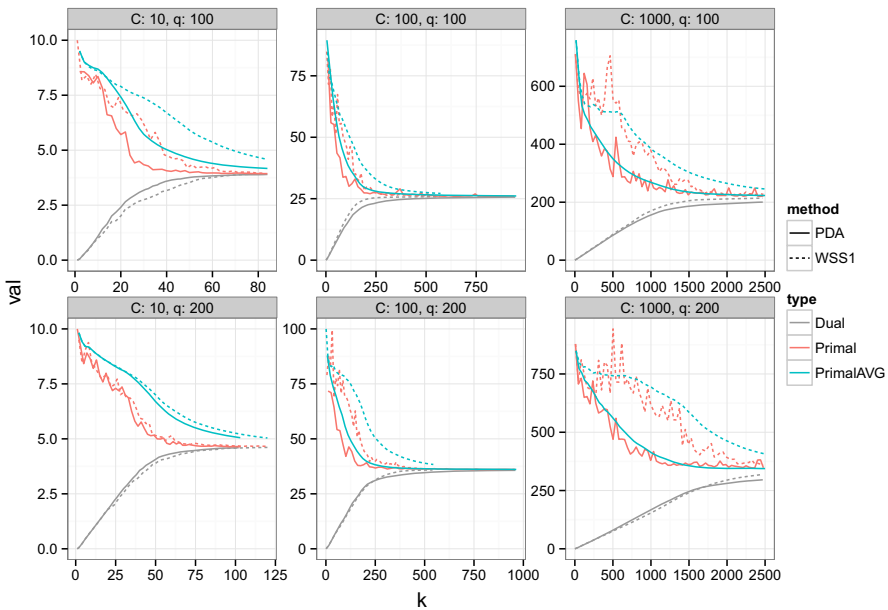 C: 10, q: 100
C: 100, q: 100
C: 1000, q: 100
10.0
7.5
5.0
2.5
0.0
75
50
25
0
600
400
200
0
0 20 40 60 80
0 250 500 750
0 500 1000 1500 2000 2500
C: 10, q: 200
C: 100, q: 200
C: 1000, q: 200
10.0
7.5
5.0
2.5
0.0
100
75
50
25
0
750
500
250
0
0 25 50 75 100 125
0 250 500 750 1000
0 500 1000 1500 2000 2500
val
k
method
PDA
WSS1
type
Dual
Primal
PrimalAVG